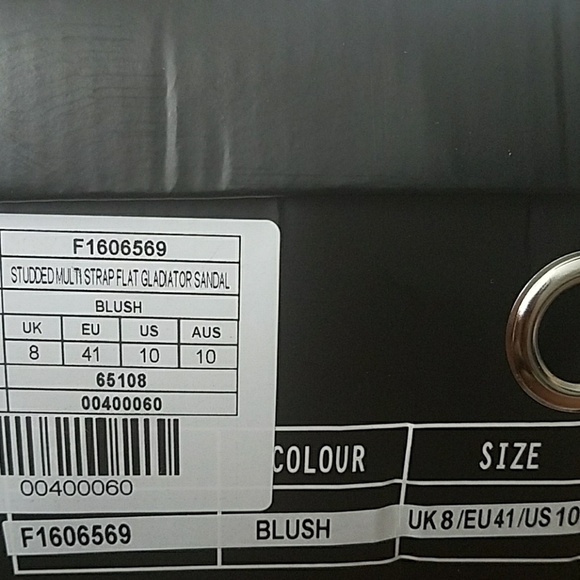 F1606569
STUDDED MULTI STRAP FLAT GLADIATOR SANDAL
BLUSH
UK EU US AUS
8 41 10 10
65108
00400060
00400060
COLOUR SIZE
F1606569 BLUSH UK 8/EU 41/US 10